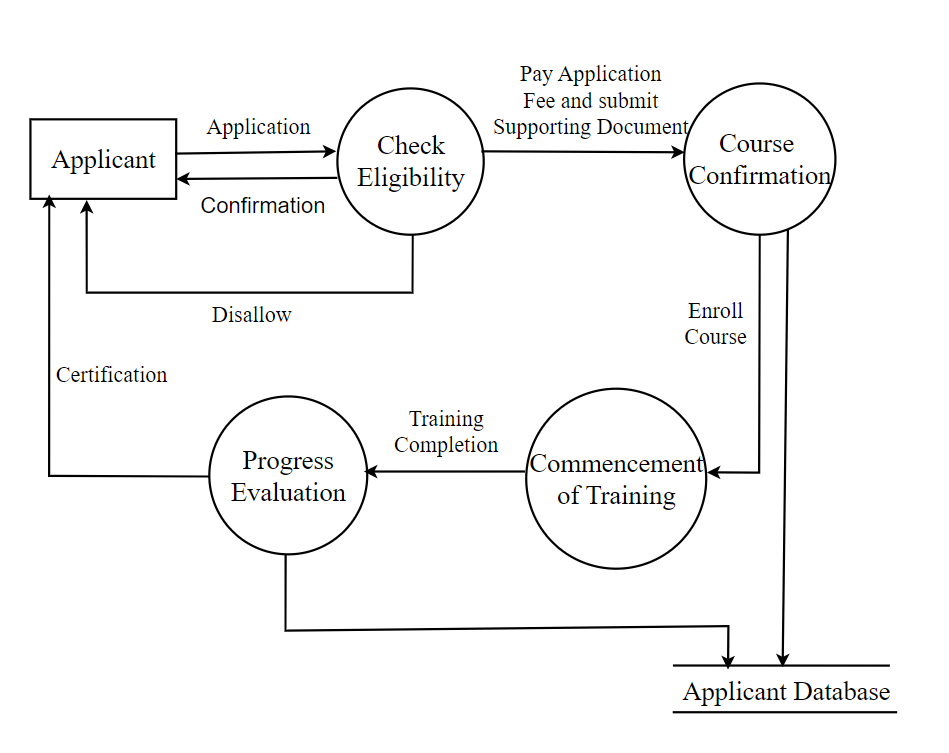 Pay Application
Fee and submit
Supporting Document
Application
Applicant
Check
Eligibility
Course
Confirmation
Confirmation
Disallow
Enroll
Course
Certification
Training
Completion
Progress
Evaluation
Commencement
of Training
Applicant Database